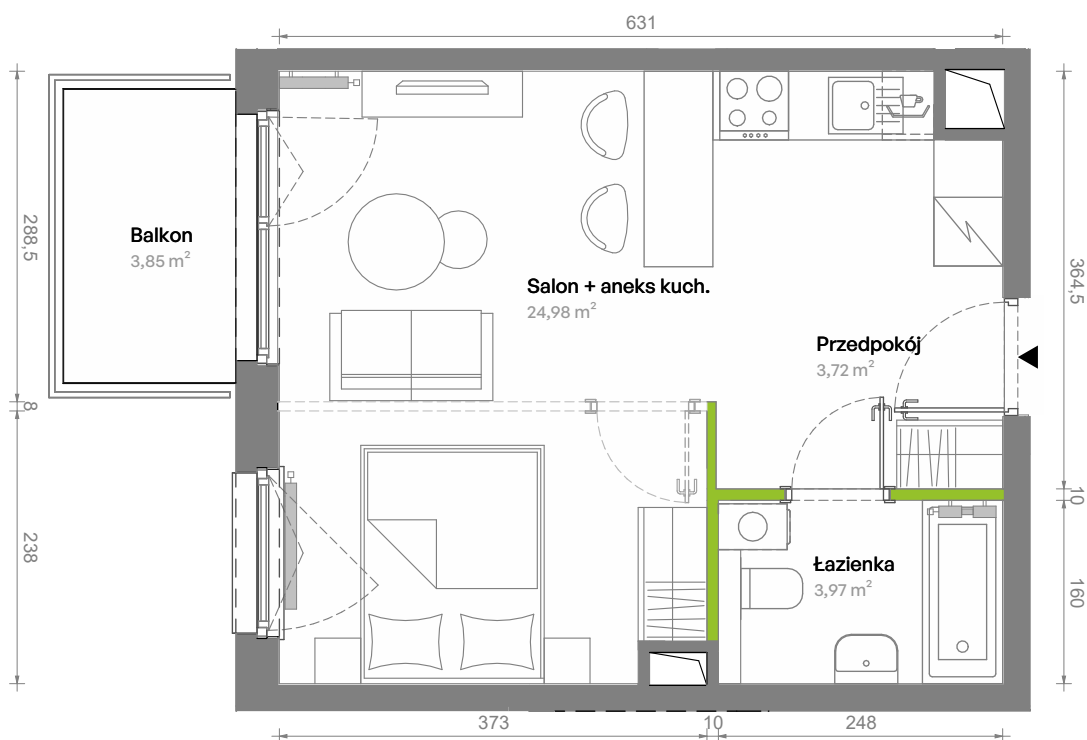 631
288,5
8
238
Balkon
3,85 m²
Salon + aneks kuch.
24,98 m²
Przedpokój
3,72 m²
Łazienka
3,97 m²
364,5
10
160
373
10
248